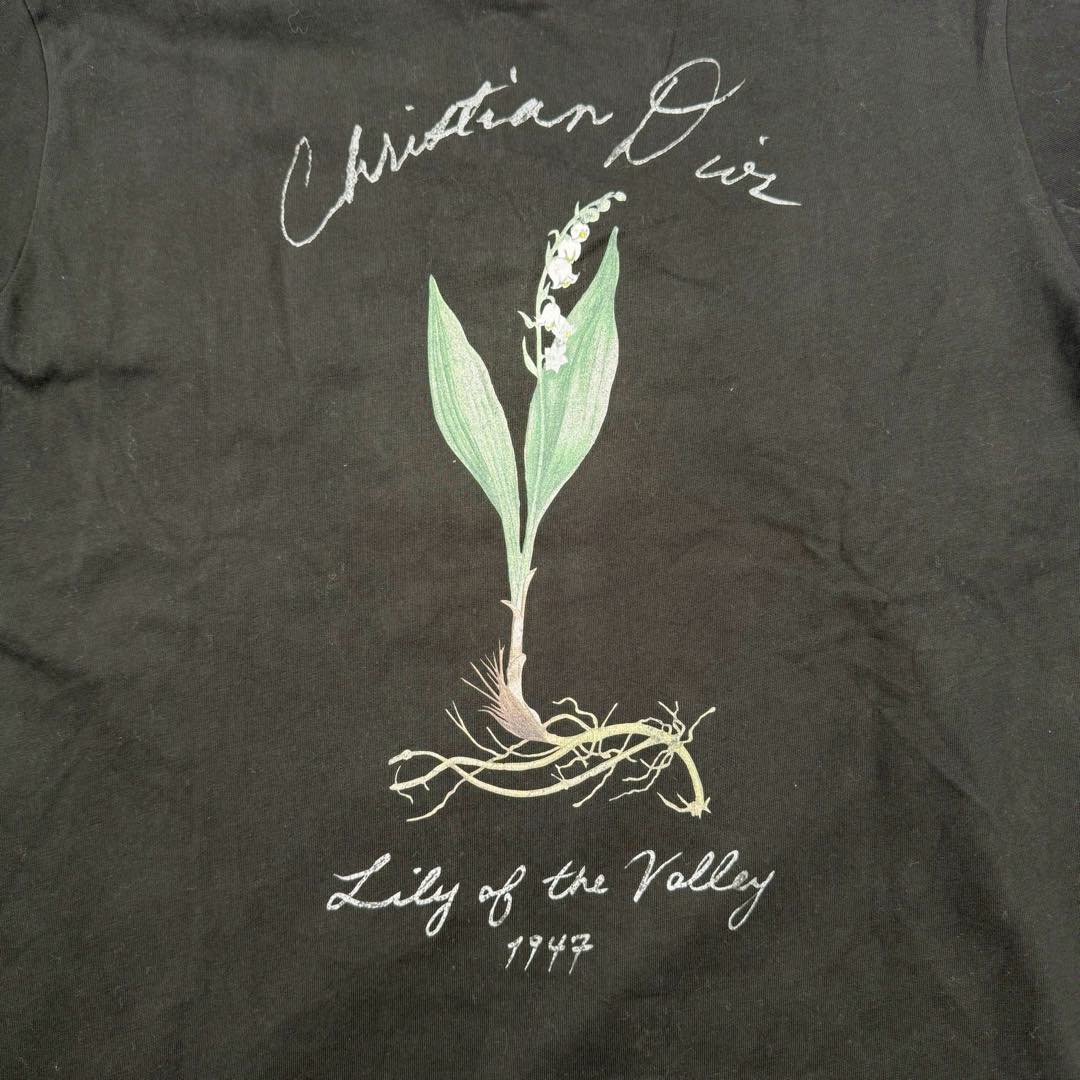 Christian Dior
Lily of the Valley
1947